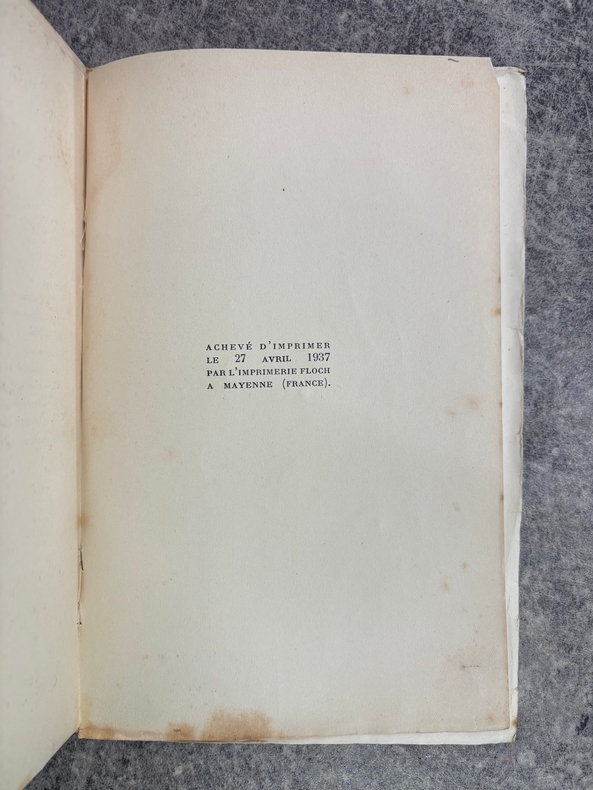 ACHEVÉ D'IMPRIMER
LE 27 AVRIL 1937
PAR L'IMPRIMERIE FLOCH
A MAYENNE (FRANCE).